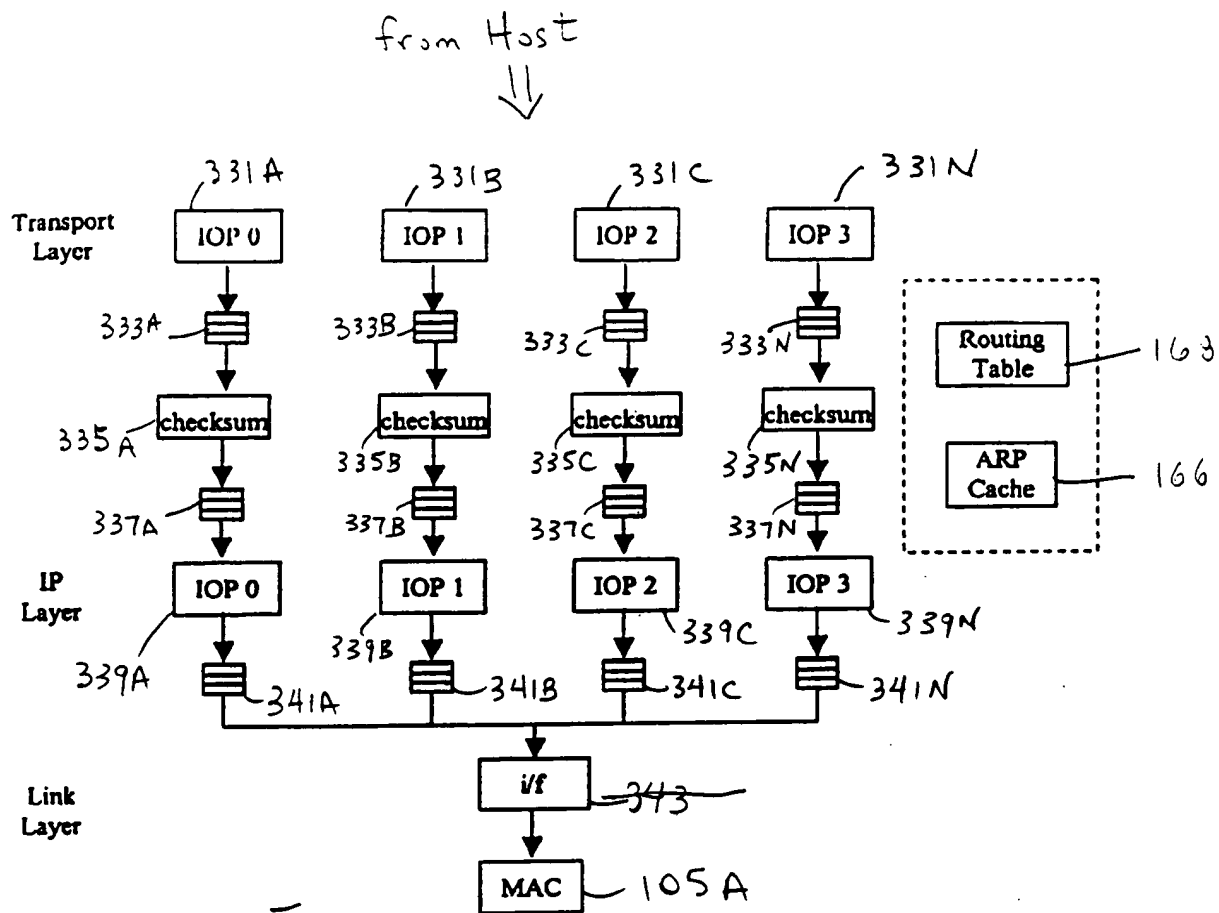 from Host
331A
331B
331C
331N
Transport
Layer
IOP 0
IOP 1
IOP 2
IOP 3
333A
333B
333C
333N
Routing
Table
163
checksum
checksum
checksum
checksum
335A
335B
335C
335N
ARP
Cache
166
337A
337B
337C
337N
IP
Layer
IOP 0
IOP 1
IOP 2
IOP 3
339A
339B
339C
339N
341A
341B
341C
341N
i/f
343
Link
Layer
MAC
105A